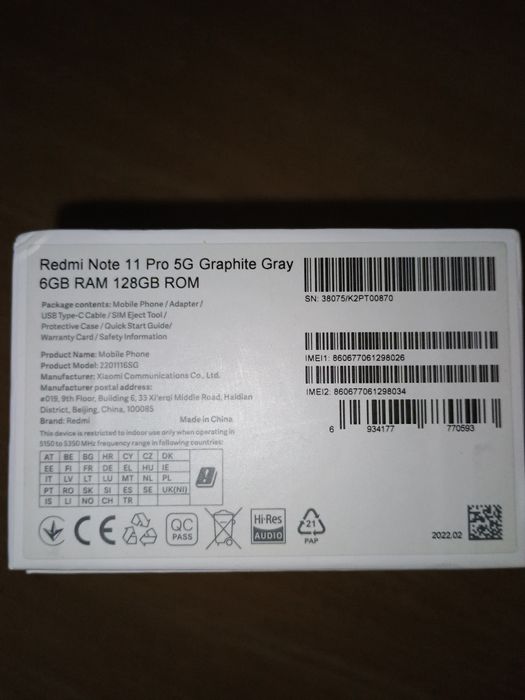 Redmi Note 11 Pro 5G Graphite Gray
6GB RAM 128GB ROM
Package contents: Mobile Phone / Adapter /
USB Type-C Cable / SIM Eject Tool /
Protective Case / Quick Start Guide/
Warranty Card / Safety Information
Product Name: Mobile Phone
Product Model: 2201116SG
Manufacturer: Xiaomi Communications Co., Ltd.
Manufacturer postal address:
#019, 9th Floor, Building 6, 33 Xi'erqi Middle Road, Haidian
District, Beijing, China, 100085
Brand: Redmi Made in China
This device is restricted to indoor use only when operating in
5150 to 5350 MHz frequency range in following countries:
AT BE BG HR CY CZ DK
EE FI FR DE EL HU IE
IT LV LT LU MT NL PL
PT RO SK SI ES SE UK(NI)
IS LI NO CH TR
SN: 38075/K2PT00870
IMEI1: 860677061298026
IMEI2: 860677061298034
6 934177 770593
CE
QC
PASS
Hi-Res
AUDIO
21
PAP
2022.02